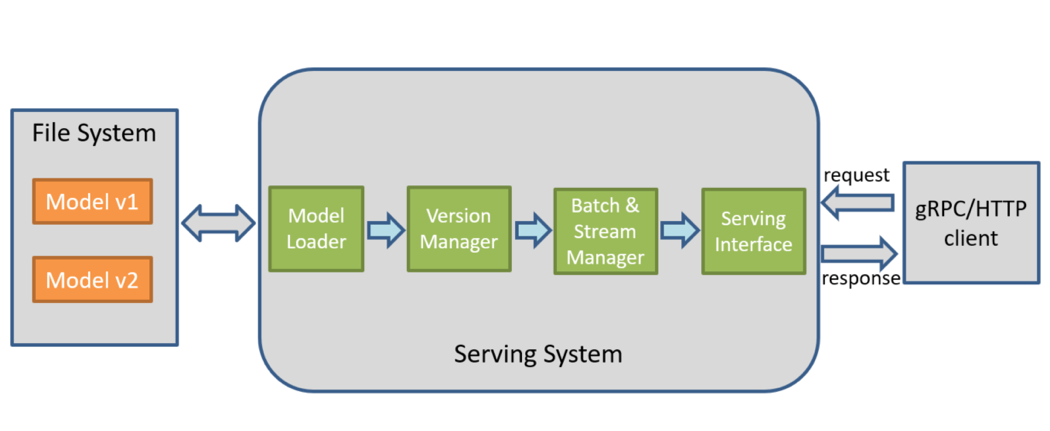 File System
Model v1
Model v2
Model
Loader
Version
Manager
Batch &
Stream
Manager
Serving
Interface
Serving System
request
response
gRPC/HTTP
client